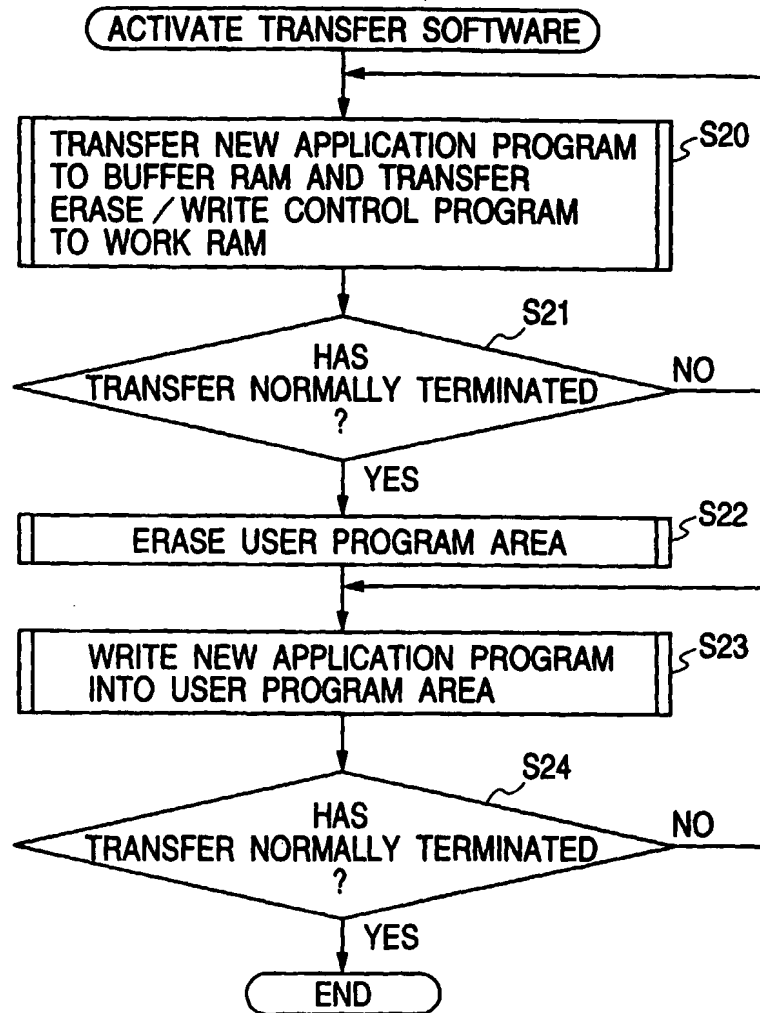 ACTIVATE TRANSFER SOFTWARE
TRANSFER NEW APPLICATION PROGRAM
TO BUFFER RAM AND TRANSFER
ERASE / WRITE CONTROL PROGRAM
TO WORK RAM
S20
S21
HAS
TRANSFER NORMALLY TERMINATED
?
NO
YES
ERASE USER PROGRAM AREA
S22
WRITE NEW APPLICATION PROGRAM
INTO USER PROGRAM AREA
S23
S24
HAS
TRANSFER NORMALLY TERMINATED
?
NO
YES
END